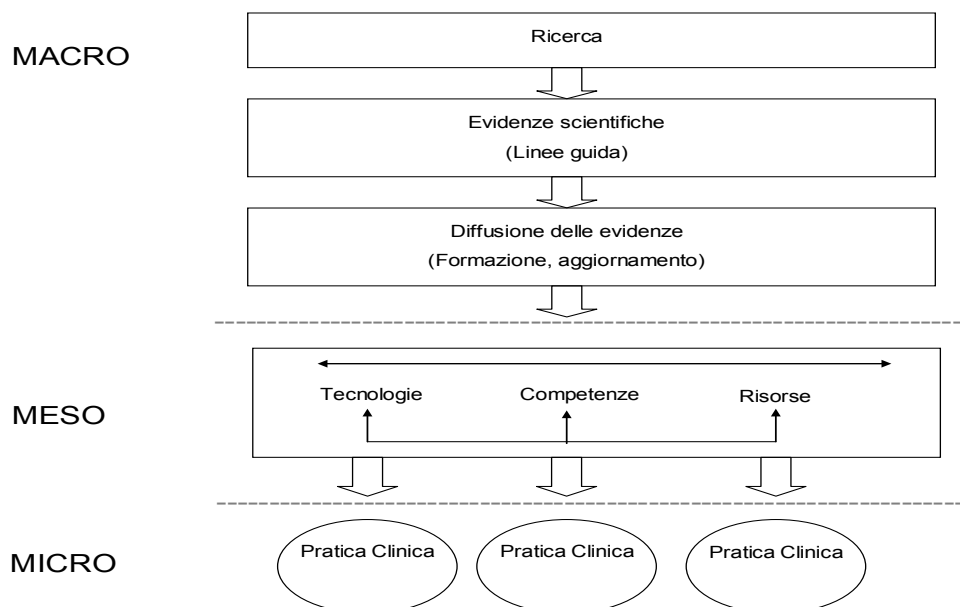 MACRO
Ricerca
Evidenze scientifiche
(Linee guida)
Diffusione delle evidenze
(Formazione, aggiornamento)
MESO
Tecnologie
Competenze
Risorse
MICRO
Pratica Clinica
Pratica Clinica
Pratica Clinica